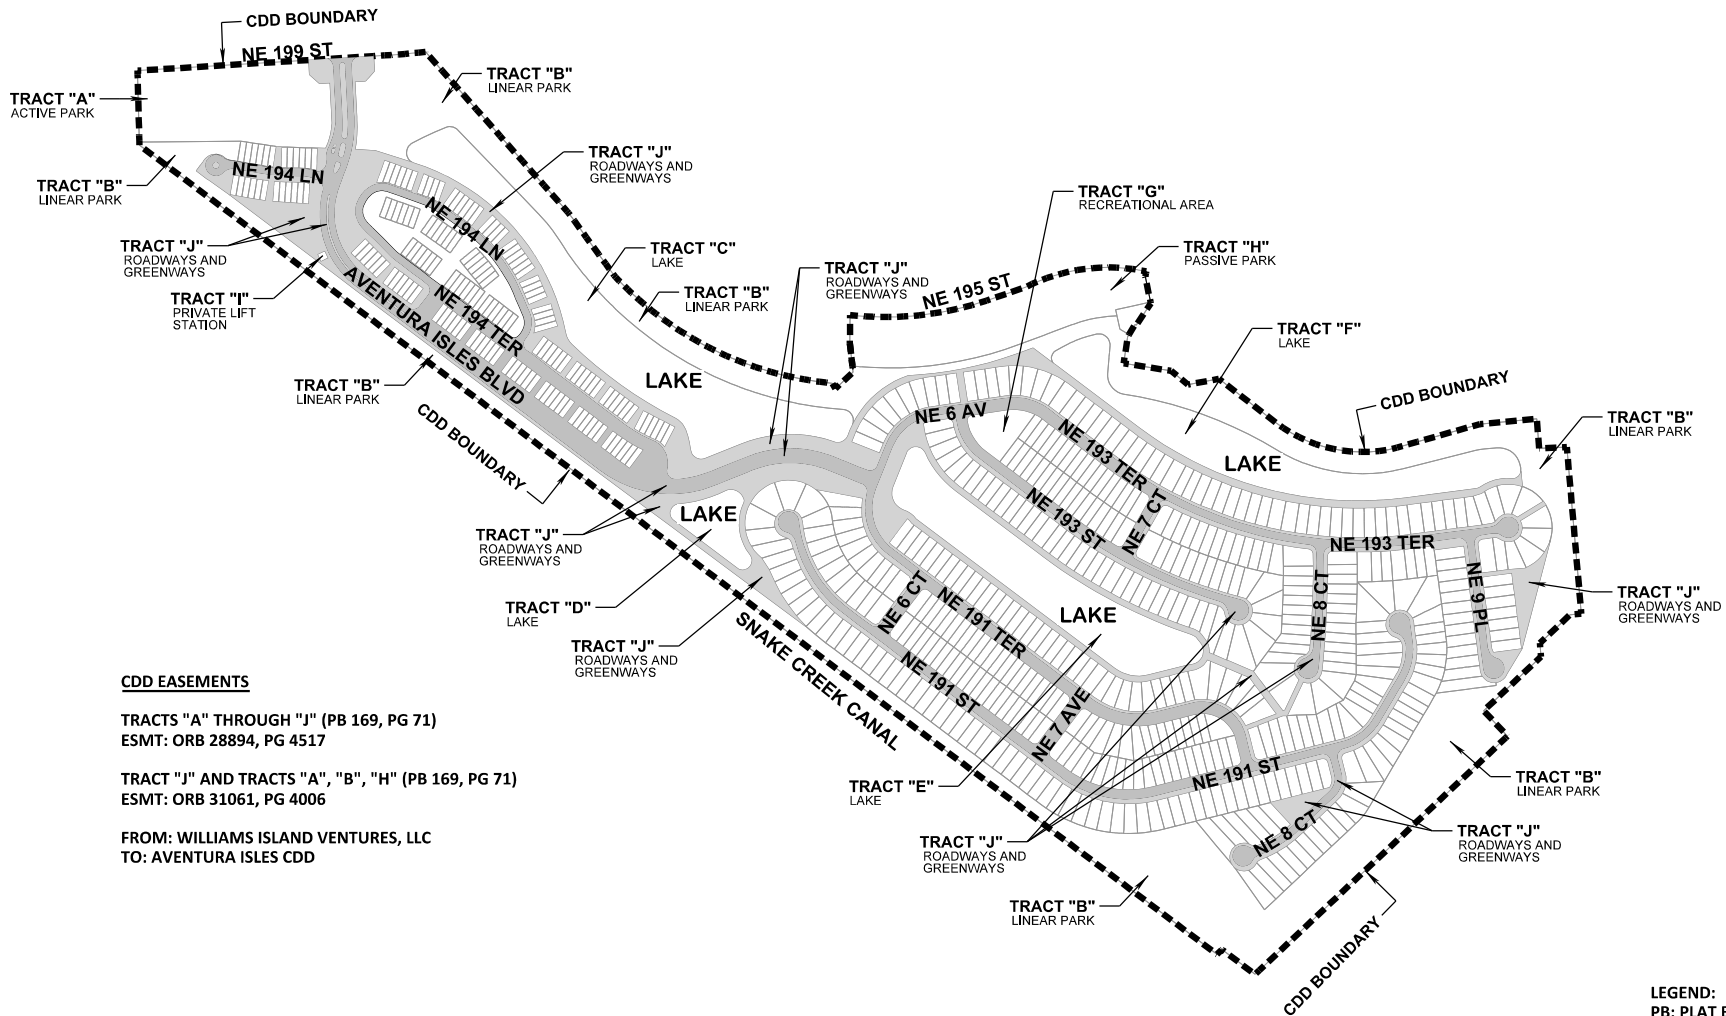 CDD BOUNDARY
NE 199 ST
TRACT "A"
ACTIVE PARK
TRACT "B"
LINEAR PARK
TRACT "B"
LINEAR PARK
NE 194 LN
TRACT "J"
ROADWAYS AND
GREENWAYS
TRACT "J"
ROADWAYS AND
GREENWAYS
TRACT "I"
PRIVATE LIFT
STATION
NE 194 LN
NE 194 TER
AVENTURA ISLES BLVD
TRACT "C"
LAKE
TRACT "B"
LINEAR PARK
TRACT "J"
ROADWAYS AND
GREENWAYS
TRACT "G"
RECREATIONAL AREA
TRACT "H"
PASSIVE PARK
NE 195 ST
TRACT "F"
LAKE
CDD BOUNDARY
TRACT "B"
LINEAR PARK
TRACT "B"
LINEAR PARK
CDD BOUNDARY
LAKE
NE 6 AV
NE 193 TER
LAKE
NE 7 CT
NE 193 ST
NE 193 TER
LAKE
TRACT "J"
ROADWAYS AND
GREENWAYS
TRACT "D"
LAKE
TRACT "J"
ROADWAYS AND
GREENWAYS
NE 6 CT
NE 191 TER
LAKE
NE 8 CT
NE 9 PL
TRACT "J"
ROADWAYS AND
GREENWAYS
SNAKE CREEK CANAL
NE 191 ST
NE 7 AVE
NE 191 ST
NE 8 CT
TRACT "E"
LAKE
TRACT "J"
ROADWAYS AND
GREENWAYS
TRACT "B"
LINEAR PARK
TRACT "J"
ROADWAYS AND
GREENWAYS
TRACT "B"
LINEAR PARK
CDD BOUNDARY
CDD EASEMENTS
TRACTS "A" THROUGH "J" (PB 169, PG 71)
ESMT: ORB 28894, PG 4517
TRACT "J" AND TRACTS "A", "B", "H" (PB 169, PG 71)
ESMT: ORB 31061, PG 4006
FROM: WILLIAMS ISLAND VENTURES, LLC
TO: AVENTURA ISLES CDD
LEGEND:
PB: PLAT